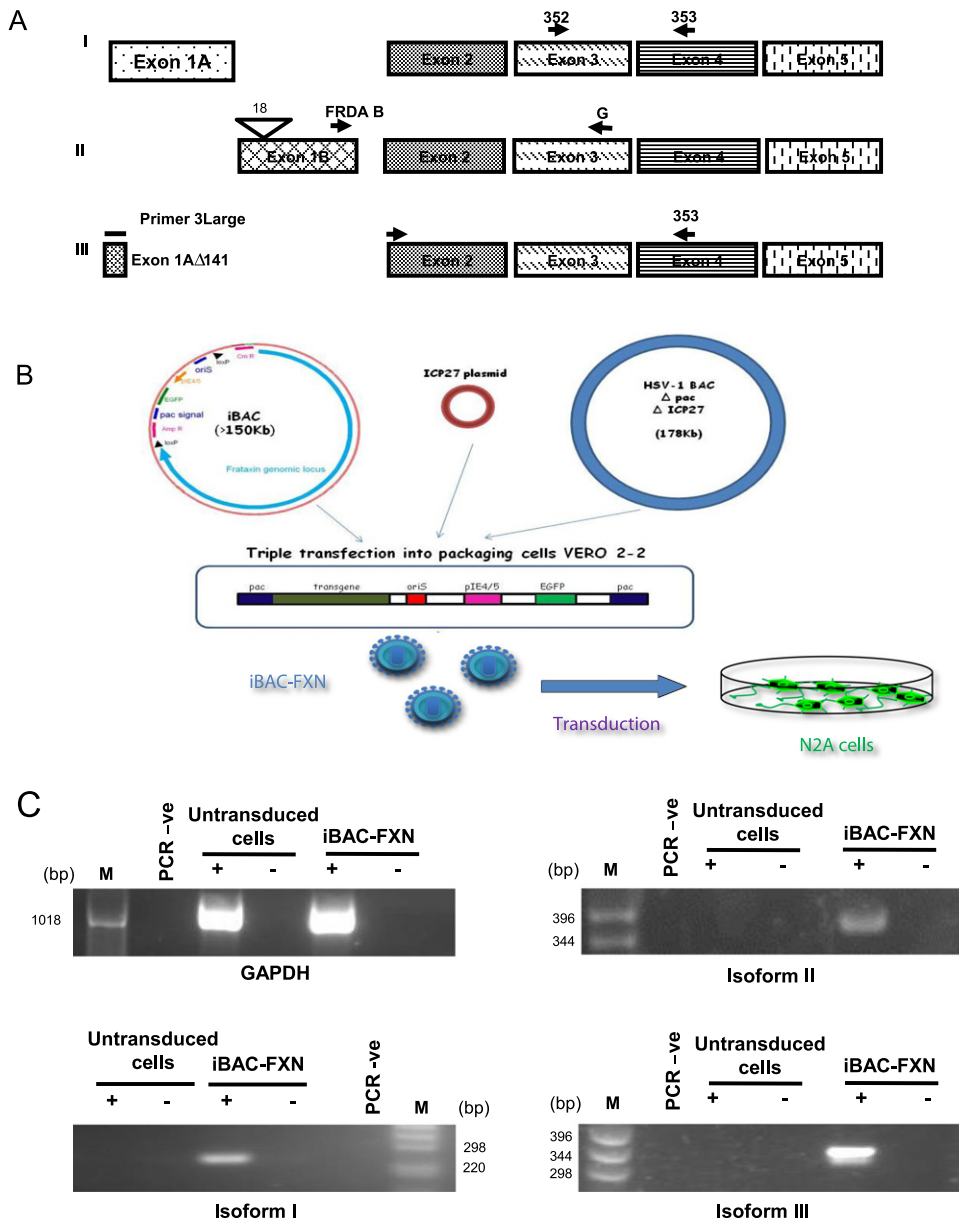 A
352
353
I
Exon 1A
Exon 2
Exon 3
Exon 4
Exon 5
18
FRDA B
G
II
Exon 1B
Exon 2
Exon 3
Exon 4
Exon 5
Primer 3Large
353
III
Exon 1AΔ141
Exon 2
Exon 3
Exon 4
Exon 5
B
loxP
Cm R
oriS
pIE4/5
EGFP
pac signal
Amp R
loxP
iBAC
(>150Kb)
Frataxin genomic locus
ICP27 plasmid
HSV-1 BAC
Δ pac
Δ ICP27
(178Kb)
Triple transfection into packaging cells VERO 2-2
pac transgene oriS pIE4/5 EGFP pac
iBAC-FXN
Transduction
N2A cells
C
(bp) M PCR –ve Untransduced cells iBAC-FXN
+ - + -
1018
GAPDH
(bp) M PCR –ve Untransduced cells iBAC-FXN
+ - + -
396
344
Isoform II
Untransduced cells iBAC-FXN PCR -ve M (bp)
+ - + -
298
220
Isoform I
(bp) M PCR –ve Untransduced cells iBAC-FXN
+ - + -
396
344
298
Isoform III